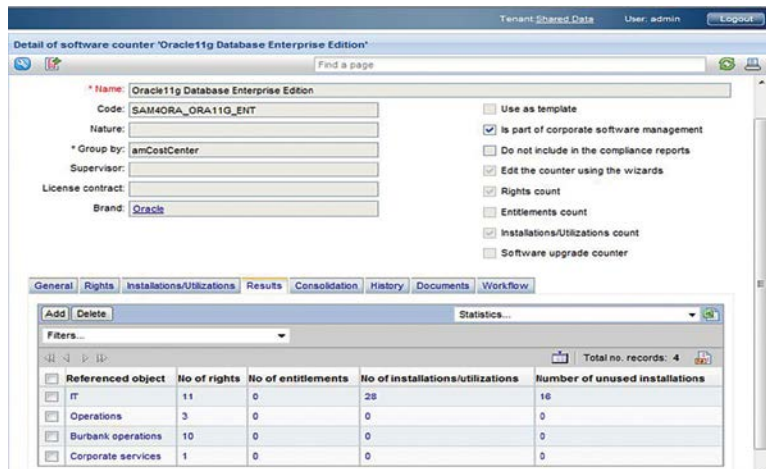 Tenant Shared Data User: admin Logout
Detail of software counter 'Oracle11g Database Enterprise Edition'
Find a page
* Name: Oracle11g Database Enterprise Edition
Code: SAM4ORA_ORA11G_ENT
Use as template
Nature:
Is part of corporate software management
* Group by: amCostCenter
Do not include in the compliance reports
Supervisor:
Edit the counter using the wizards
License contract:
Rights count
Brand: Oracle
Entitlements count
Installations/Utilizations count
Software upgrade counter
General Rights Installations/Utilizations Results Consolidation History Documents Workflow
Add Delete Statistics...
Filters...
Total no. records: 4
Referenced object No of rights No of entitlements No of installations/utilizations Number of unused installations
IT 11 0 28 16
Operations 3 0 0 0
Burbank operations 10 0 0 0
Corporate services 1 0 0 0